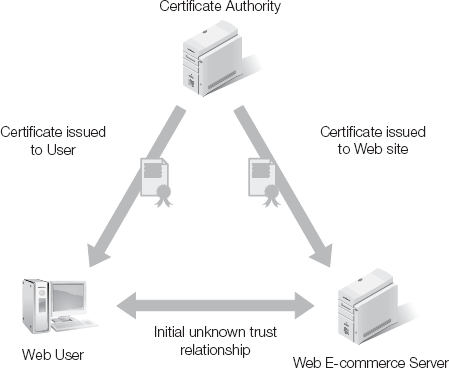 Certificate Authority
Certificate issued
to User
Certificate issued
to Web site
Initial unknown trust
relationship
Web User
Web E-commerce Server